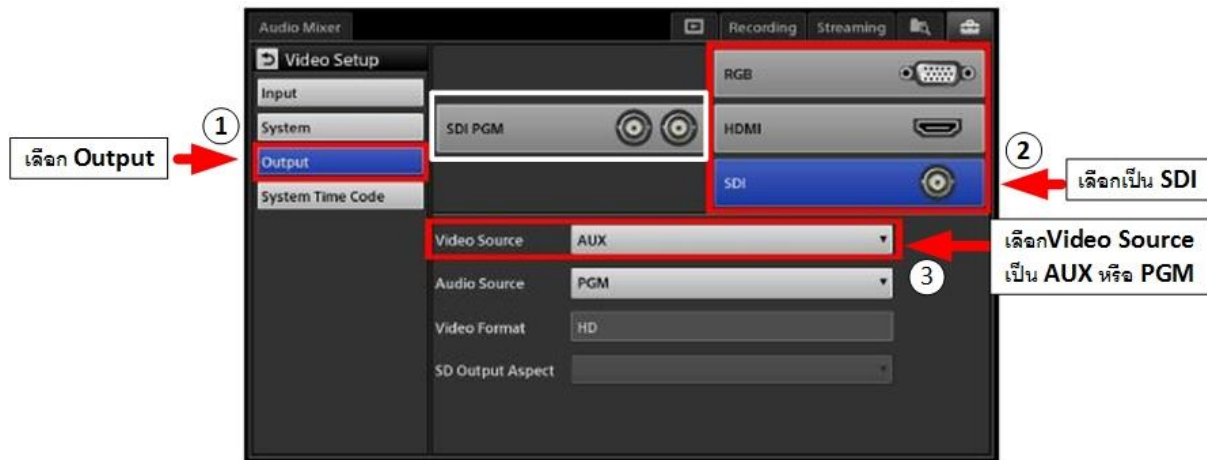 Audio Mixer
Recording
Streaming
Video Setup
Input
System
Output
System Time Code
SDI PGM
RGB
HDMI
SDI
Video Source
AUX
Audio Source
PGM
Video Format
HD
SD Output Aspect
1
เลือก Output
2
เลือกเป็น SDI
เลือกVideo Source
เป็น AUX หรือ PGM
3